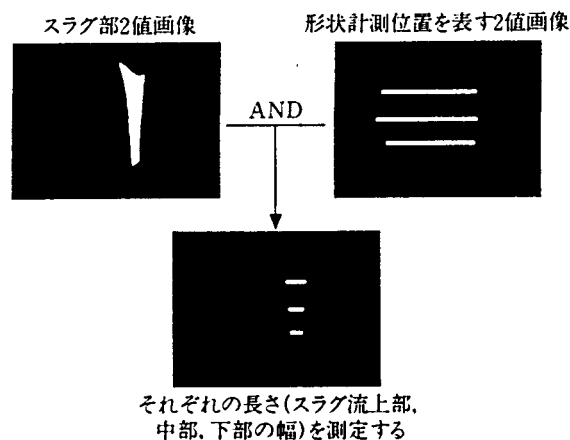 スラグ部2値画像
形状計測位置を表す2値画像
AND
それぞれの長さ(スラグ流上部,
中部,下部の幅)を測定する